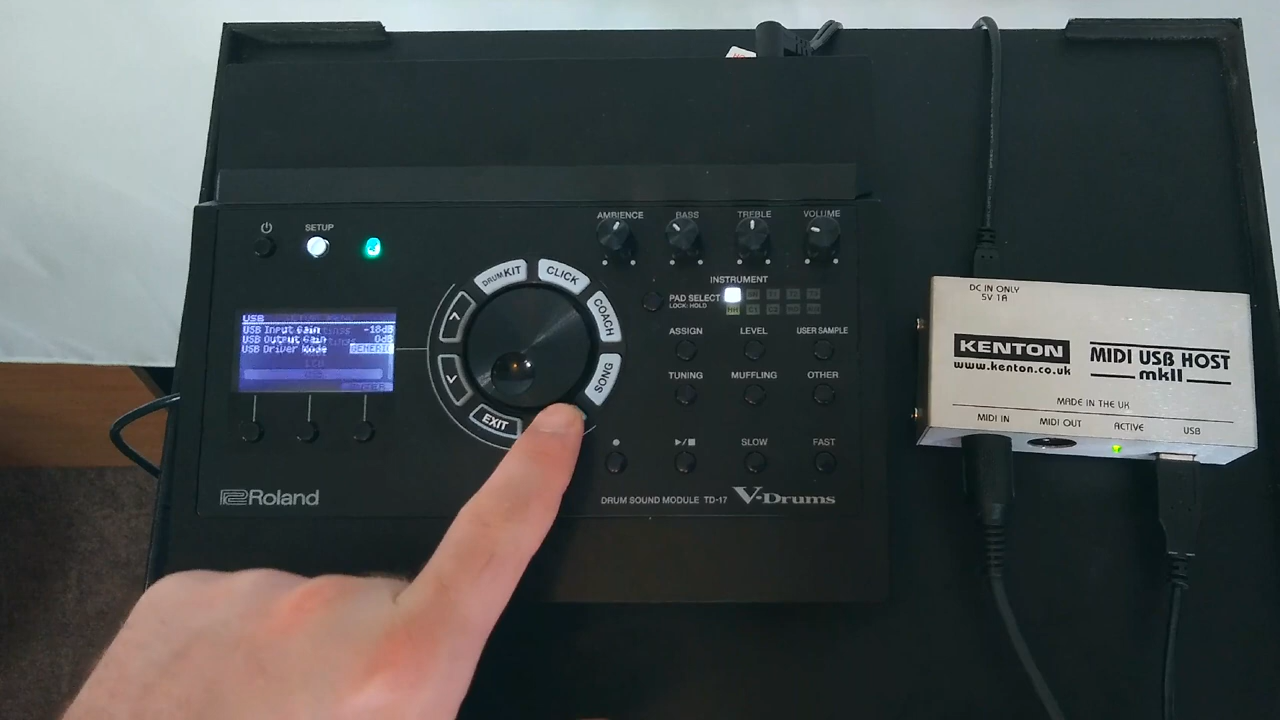 SETUP
AMBIENCE
BASS
TREBLE
VOLUME
DRUM KIT
CLICK
COACH
SONG
EXIT
INSTRUMENT
PAD SELECT
LOCK: HOLD
ASSIGN
LEVEL
USER SAMPLE
TUNING
MUFFLING
OTHER
SLOW
FAST
USB
USB Input Gain -18dB
USB Output Gain 0dB
USB Driver Mode GENERIC
Roland
DRUM SOUND MODULE TD-17
V-Drums
DC IN ONLY
5V 1A
KENTON
www.kenton.co.uk
MIDI USB HOST
mkII
MADE IN THE UK
MIDI IN
MIDI OUT
ACTIVE
USB